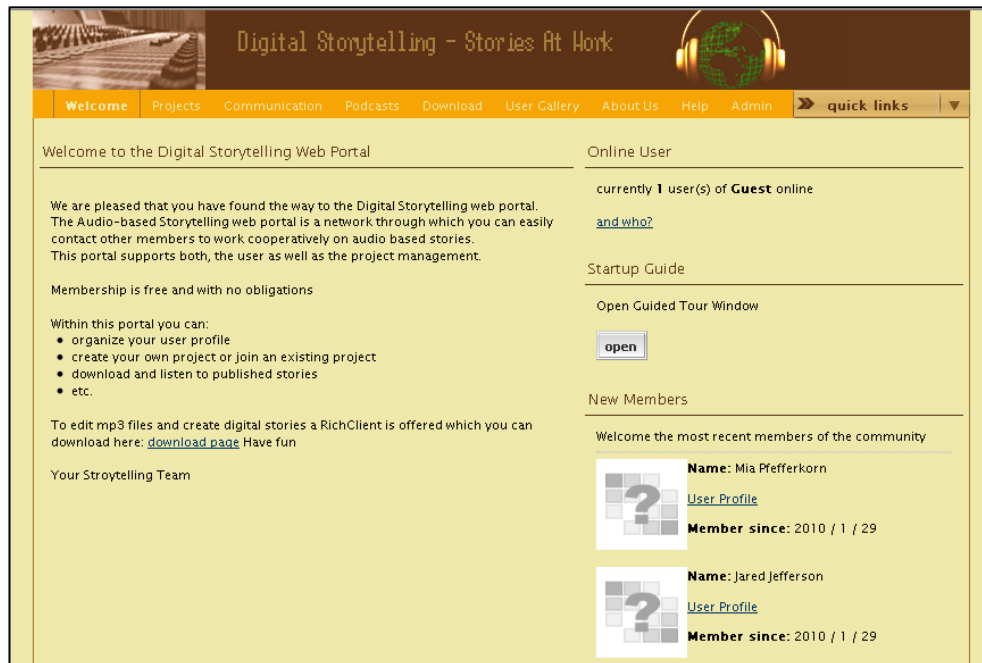 Digital Storytelling - Stories At Work
Welcome Projects Communication Podcasts Download User Gallery About Us Help Admin quick links
Welcome to the Digital Storytelling Web Portal
We are pleased that you have found the way to the Digital Storytelling web portal.
The Audio-based Storytelling web portal is a network through which you can easily
contact other members to work cooperatively on audio based stories.
This portal supports both, the user as well as the project management.
Membership is free and with no obligations
Within this portal you can:
• organize your user profile
• create your own project or join an existing project
• download and listen to published stories
• etc.
To edit mp3 files and create digital stories a RichClient is offered which you can
download here: download page Have fun
Your Stroytelling Team
Online User
currently 1 user(s) of Guest online
and who?
Startup Guide
Open Guided Tour Window
open
New Members
Welcome the most recent members of the community
Name: Mia Pfefferkorn
User Profile
Member since: 2010 / 1 / 29
Name: Jared Jefferson
User Profile
Member since: 2010 / 1 / 29